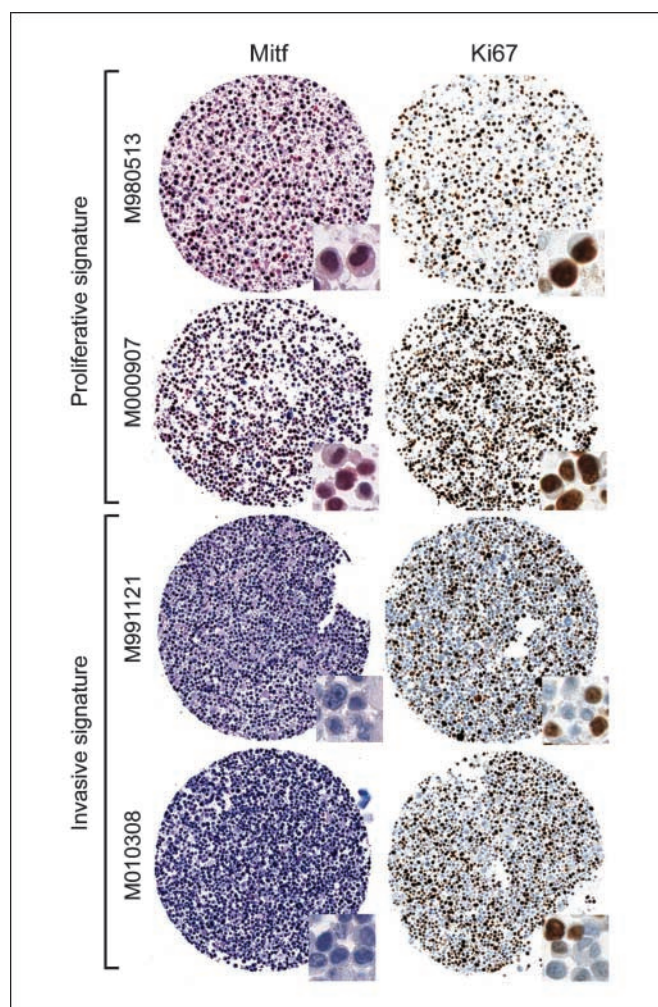 Mitf Ki67
Proliferative signature
M980513
M000907
Invasive signature
M991121
M010308